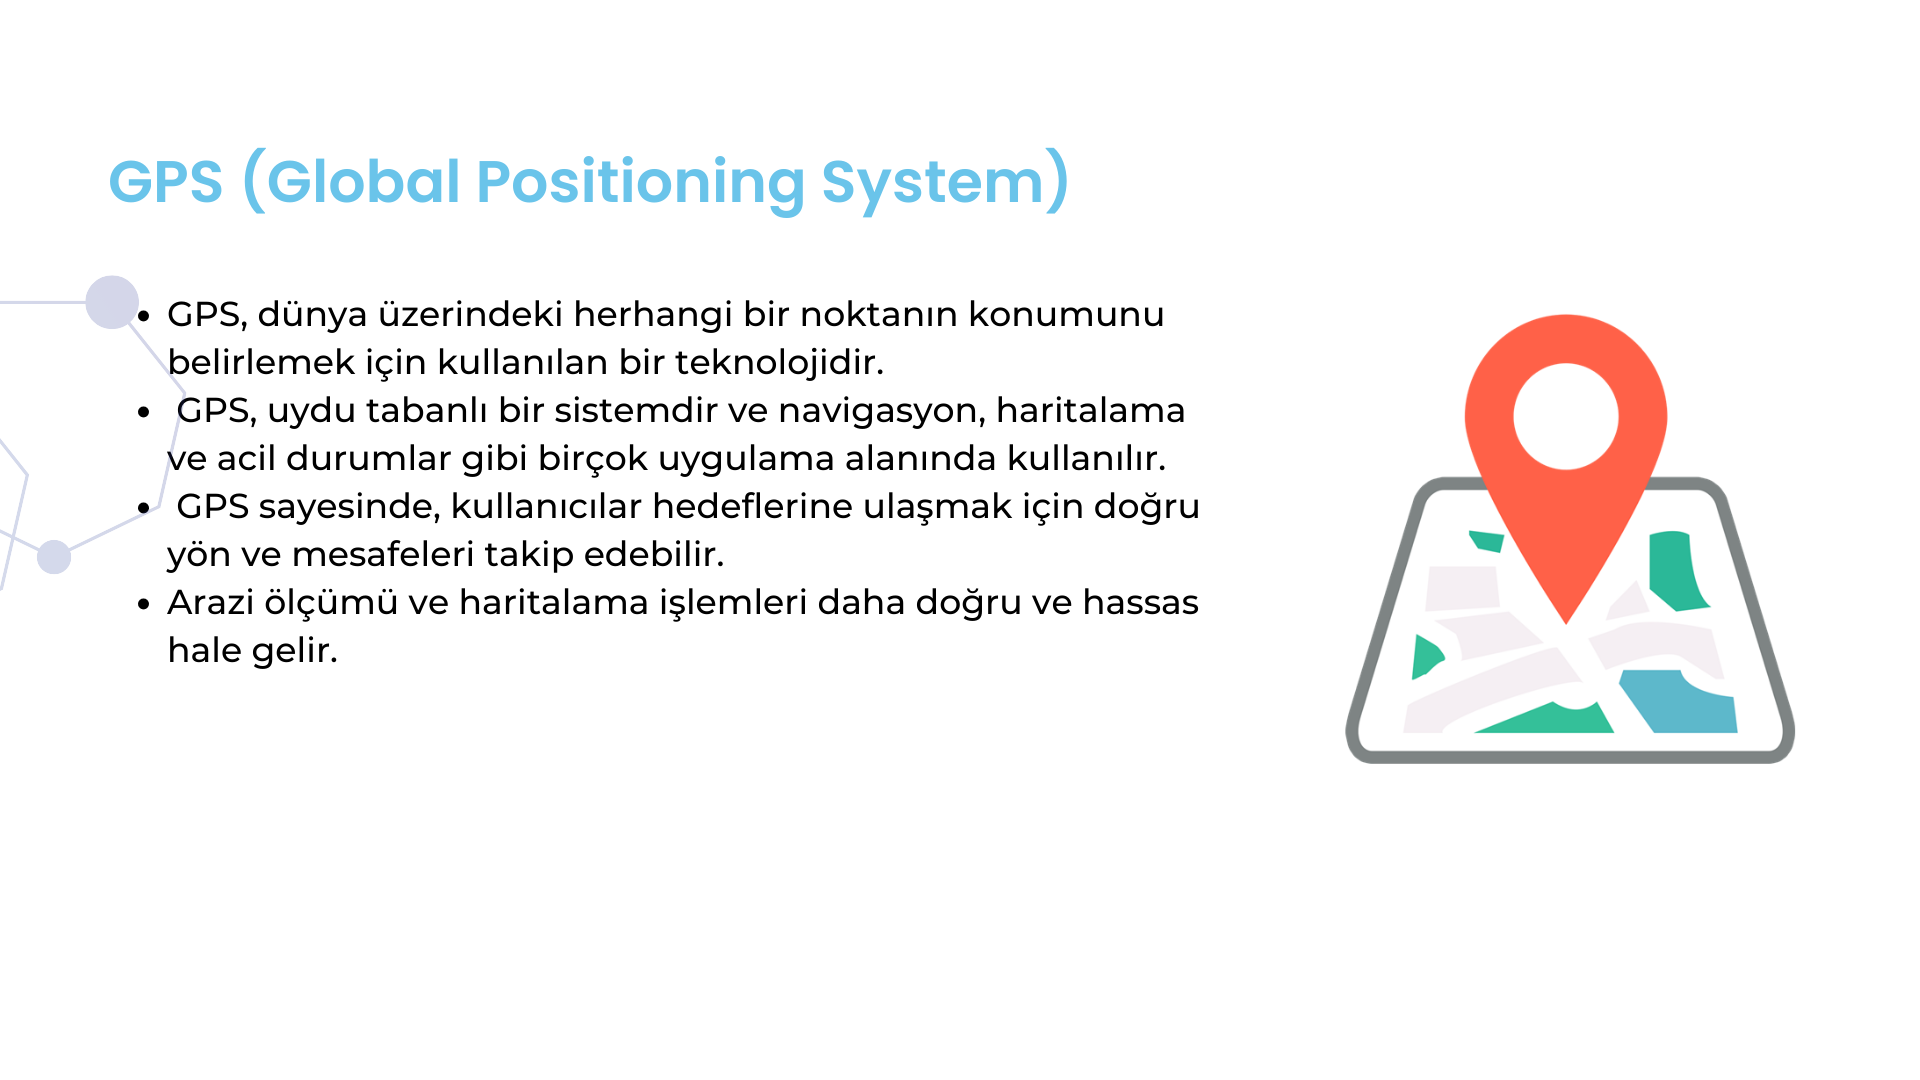 GPS (Global Positioning System)
• GPS, dünya üzerindeki herhangi bir noktanın konumunu
belirlemek için kullanılan bir teknolojidir.
• GPS, uydu tabanlı bir sistemdir ve navigasyon, haritalama
ve acil durumlar gibi birçok uygulama alanında kullanılır.
• GPS sayesinde, kullanıcılar hedeflerine ulaşmak için doğru
yön ve mesafeleri takip edebilir.
• Arazi ölçümü ve haritalama işlemleri daha doğru ve hassas
hale gelir.